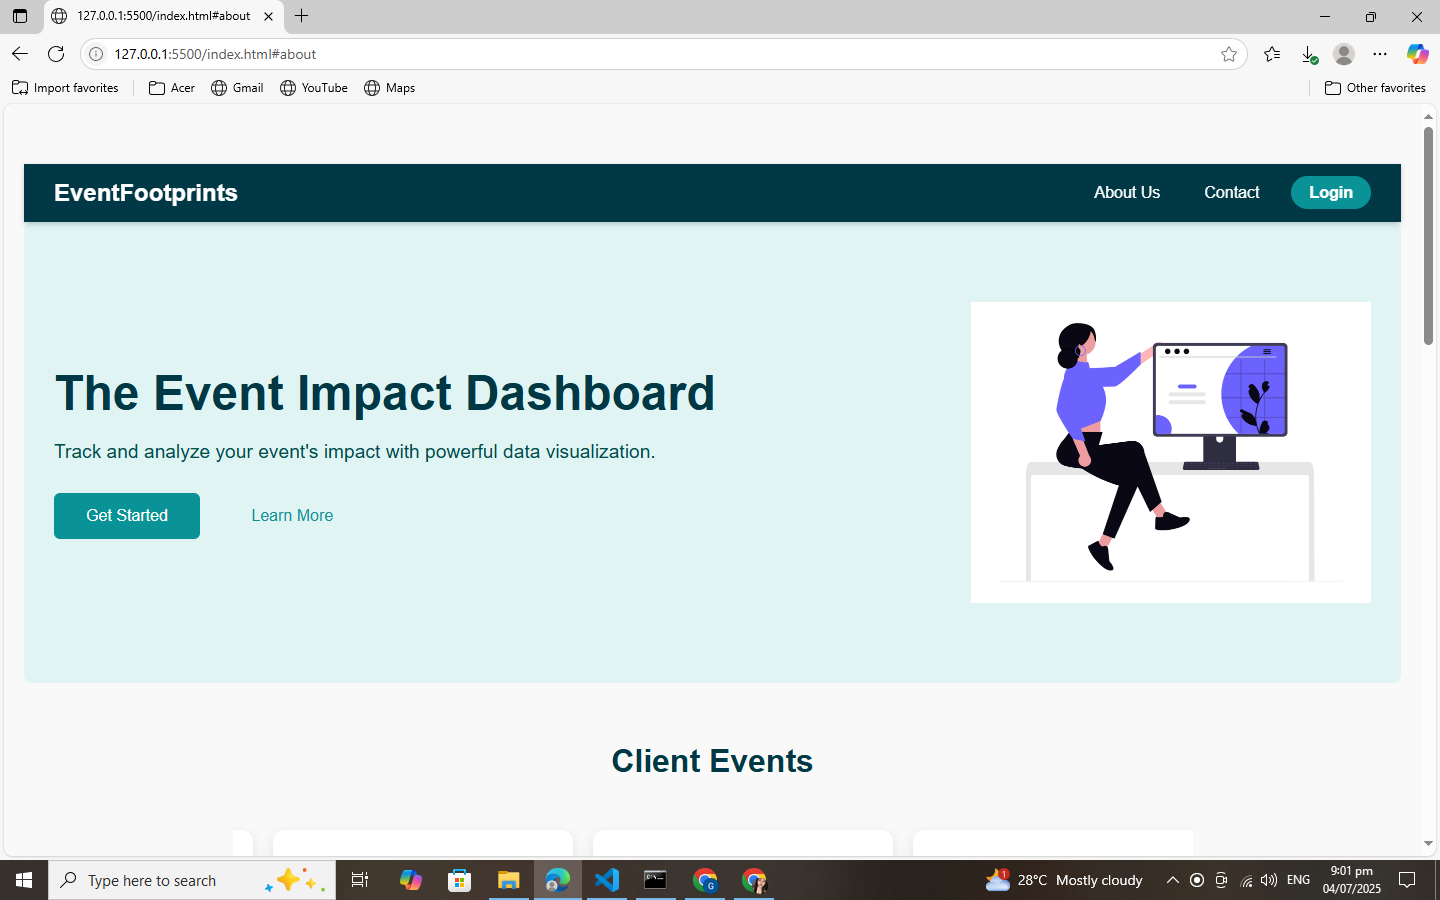 127.0.0.1:5500/index.html#about
127.0.0.1:5500/index.html#about
Import favorites
Acer
Gmail
YouTube
Maps
Other favorites
EventFootprints
About Us
Contact
Login
The Event Impact Dashboard
Track and analyze your event's impact with powerful data visualization.
Get Started
Learn More
Client Events
Type here to search
1
28°C Mostly cloudy
ENG
9:01 pm
04/07/2025